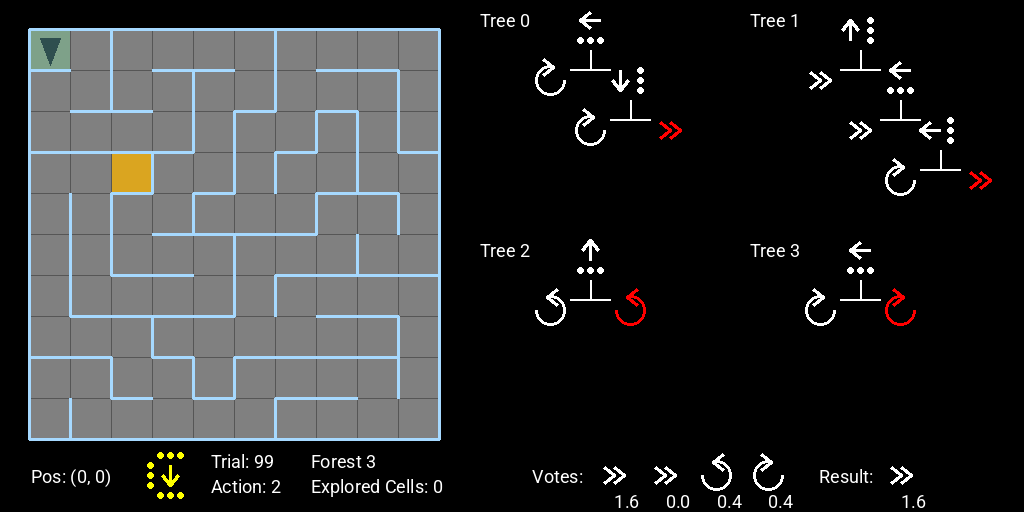 Tree 0
Tree 1
Tree 2
Tree 3
Pos: (0, 0)
Trial: 99
Action: 2
Forest 3
Explored Cells: 0
Votes:
1.6
0.0
0.4
0.4
Result:
1.6